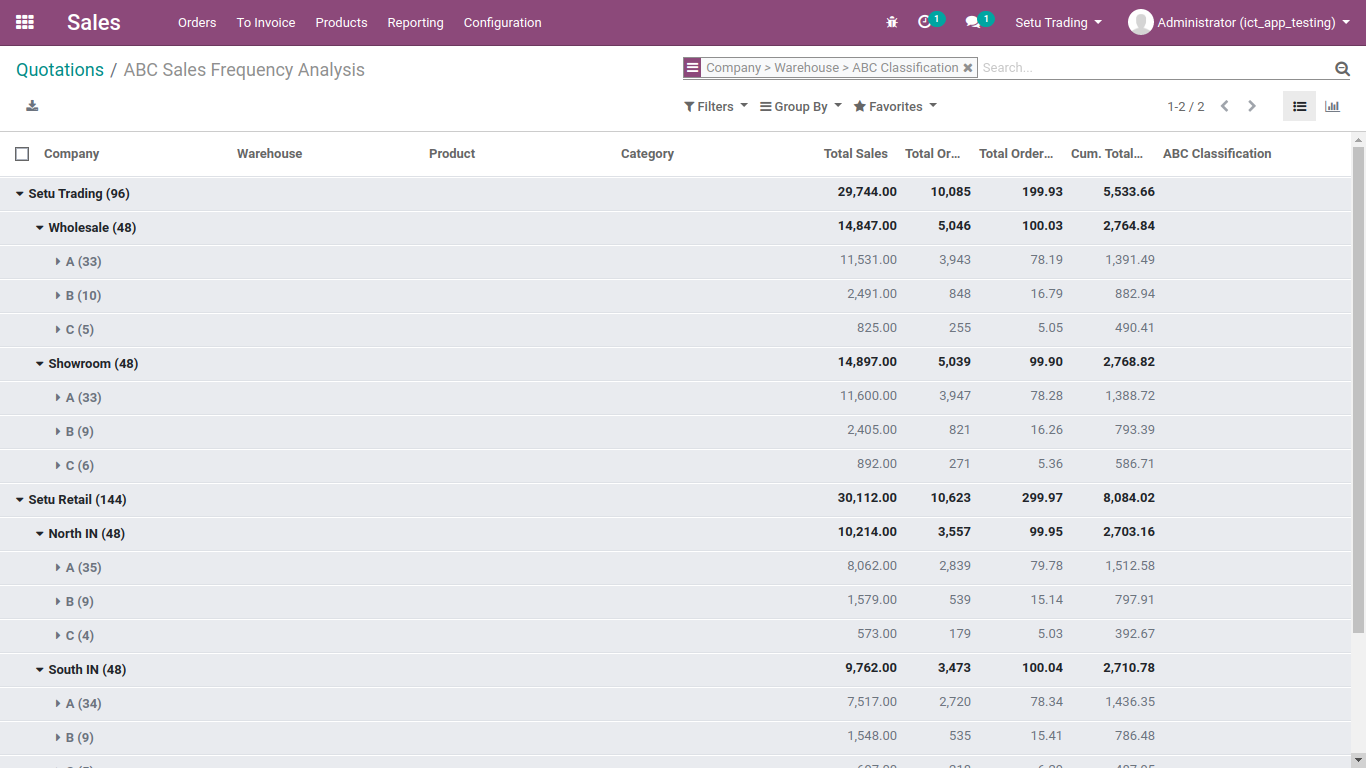 Sales Orders To Invoice Products Reporting Configuration 1 1 Setu Trading Administrator (ict_app_testing)
Quotations / ABC Sales Frequency Analysis Company > Warehouse > ABC Classification Search...
Filters Group By Favorites 1-2 / 2
Company Warehouse Product Category Total Sales Total Or... Total Order... Cum. Total... ABC Classification
Setu Trading (96) 29,744.00 10,085 199.93 5,533.66
Wholesale (48) 14,847.00 5,046 100.03 2,764.84
A (33) 11,531.00 3,943 78.19 1,391.49
B (10) 2,491.00 848 16.79 882.94
C (5) 825.00 255 5.05 490.41
Showroom (48) 14,897.00 5,039 99.90 2,768.82
A (33) 11,600.00 3,947 78.28 1,388.72
B (9) 2,405.00 821 16.26 793.39
C (6) 892.00 271 5.36 586.71
Setu Retail (144) 30,112.00 10,623 299.97 8,084.02
North IN (48) 10,214.00 3,557 99.95 2,703.16
A (35) 8,062.00 2,839 79.78 1,512.58
B (9) 1,579.00 539 15.14 797.91
C (4) 573.00 179 5.03 392.67
South IN (48) 9,762.00 3,473 100.04 2,710.78
A (34) 7,517.00 2,720 78.34 1,436.35
B (9) 1,548.00 535 15.41 786.48